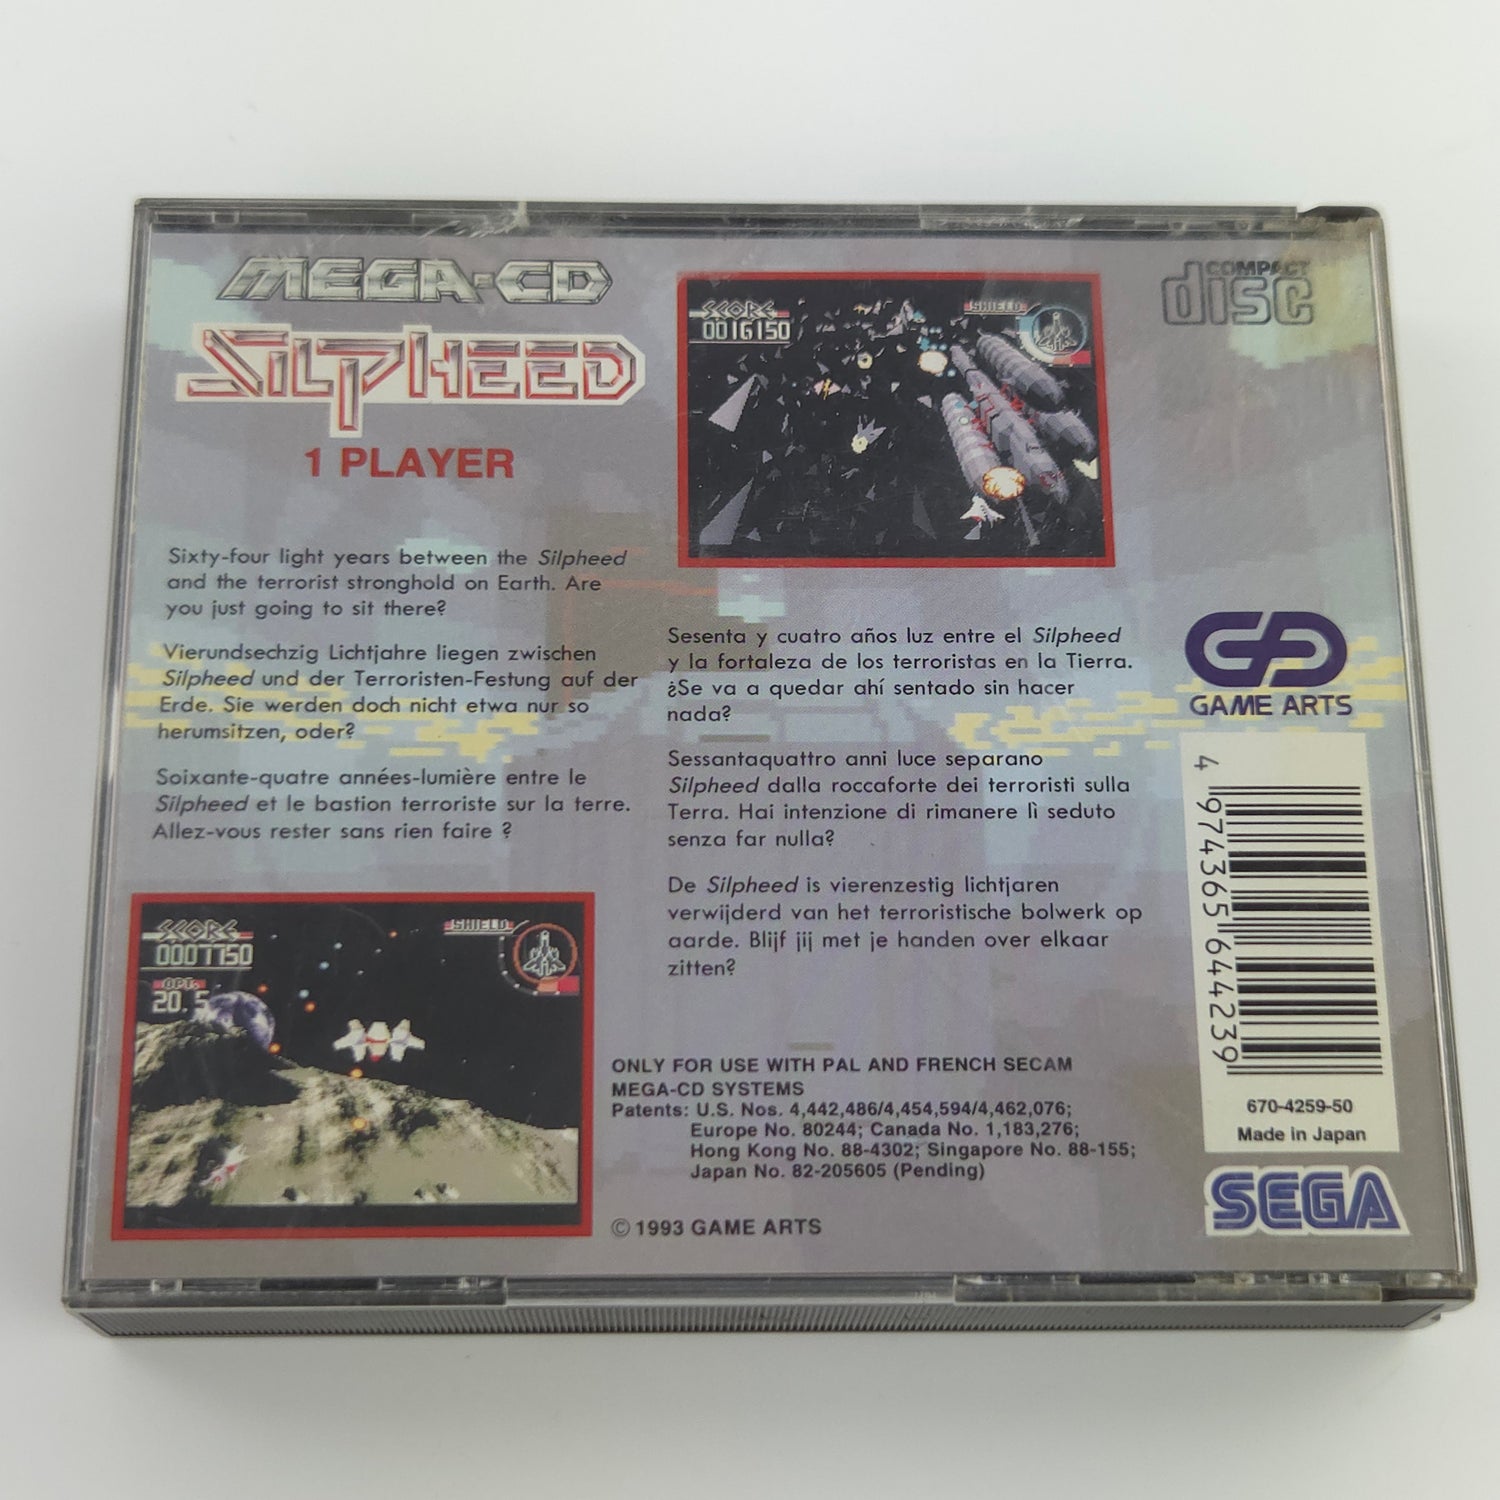 MEGA-CD
SILPHEED
1 PLAYER
Sixty-four light years between the Silpheed
and the terrorist stronghold on Earth. Are
you just going to sit there?
Vierundsechzig Lichtjahre liegen zwischen
Silpheed und der Terroristen-Festung auf der
Erde. Sie werden doch nicht etwa nur so
herumsitzen, oder?
Soixante-quatre années-lumière entre le
Silpheed et le bastion terroriste sur la terre.
Allez-vous rester sans rien faire ?
SCORE
0007750
OPT.
20.5
SHIELD
SCORE
0016150
SHIELD
Sesenta y cuatro años luz entre el Silpheed
y la fortaleza de los terroristas en la Tierra.
¿Se va a quedar ahí sentado sin hacer
nada?
Sessantaquattro anni luce separano
Silpheed dalla roccaforte dei terroristi sulla
Terra. Hai intenzione di rimanere lì seduto
senza far nulla?
De Silpheed is vierenzestig lichtjaren
verwijderd van het terroristische bolwerk op
aarde. Blijf jij met je handen over elkaar
zitten?
ONLY FOR USE WITH PAL AND FRENCH SECAM
MEGA-CD SYSTEMS
Patents: U.S. Nos. 4,442,486/4,454,594/4,462,076;
Europe No. 80244; Canada No. 1,183,276;
Hong Kong No. 88-4302; Singapore No. 88-155;
Japan No. 82-205605 (Pending)
© 1993 GAME ARTS
COMPACT
disc
GAME ARTS
4 974365 644239
670-4259-50
Made in Japan
SEGA